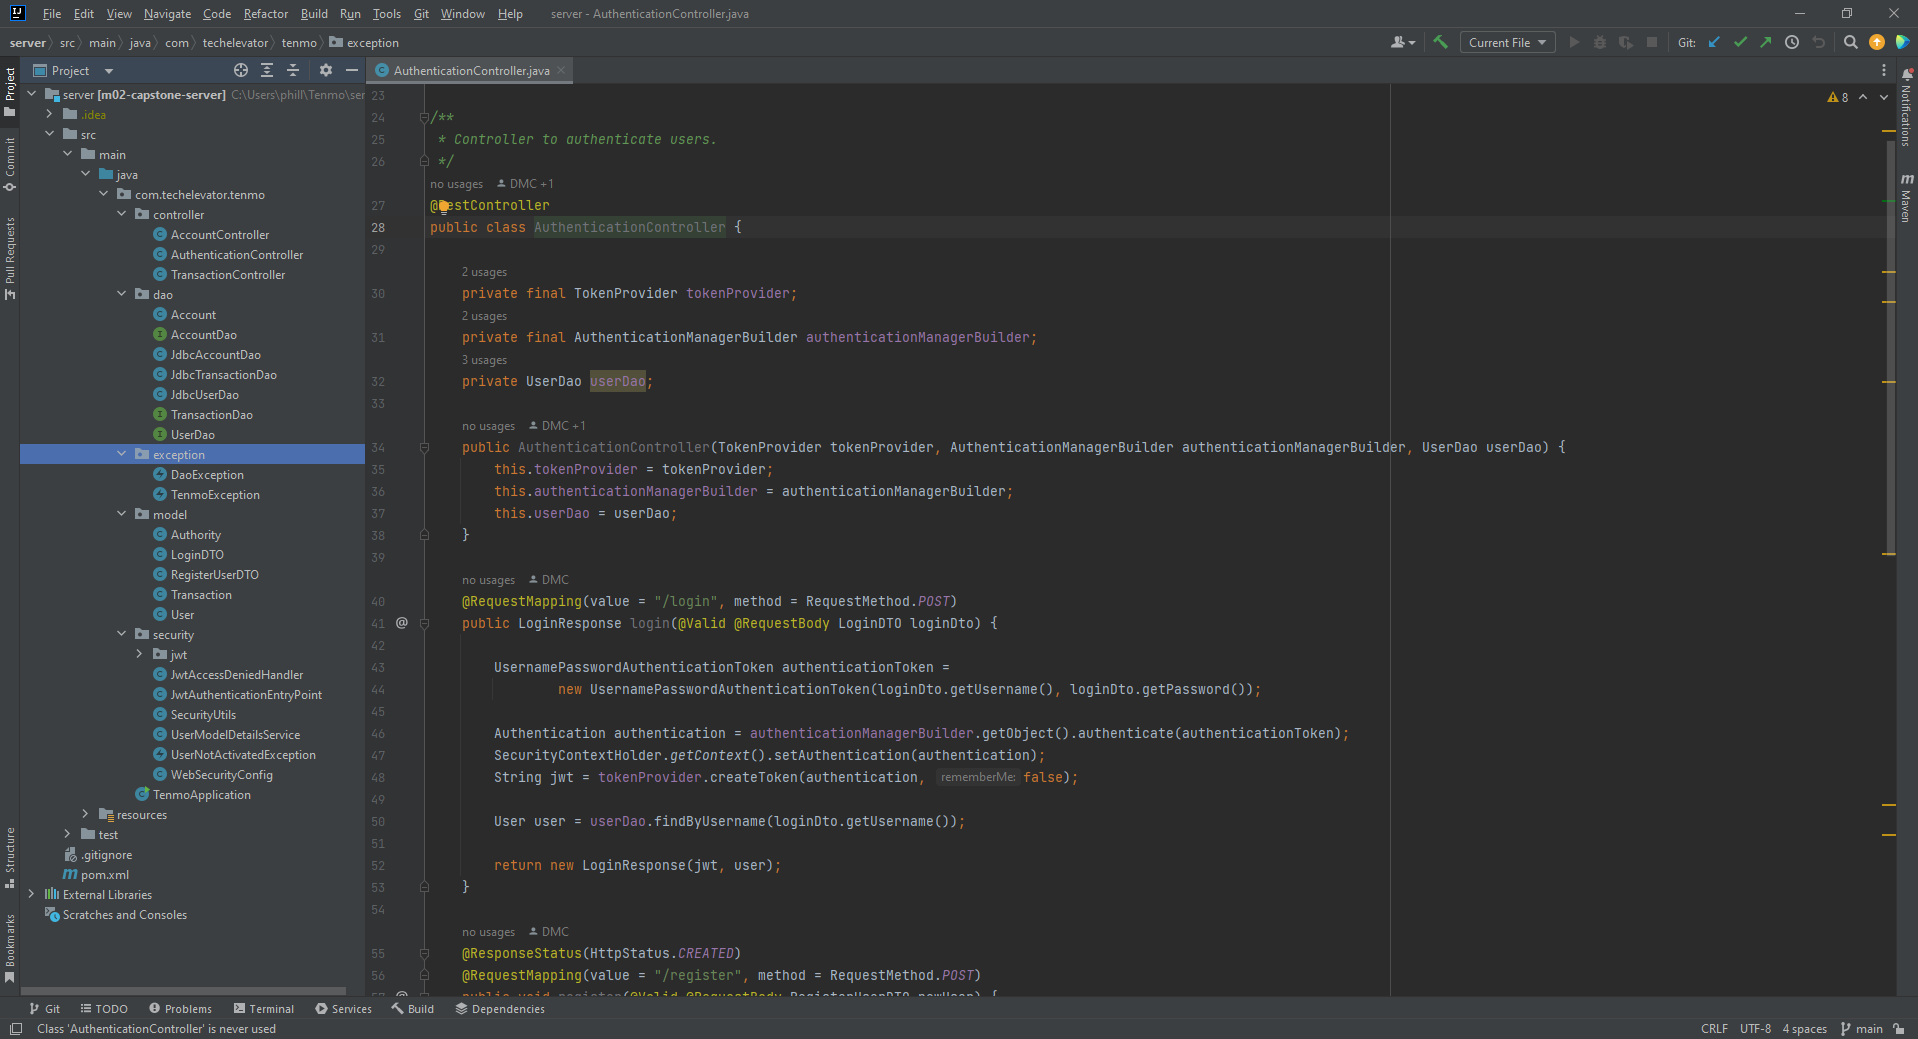 File Edit View Navigate Code Refactor Build Run Tools Git Window Help server - AuthenticationController.java
server src main java com techelevator tenmo exception Current File Git:
Project AuthenticationController.java
Project
Commit
Pull Requests
Structure
Bookmarks
server [m02-capstone-server] C:\Users\phill\Tenmo\ser
.idea
src
main
java
com.techelevator.tenmo
controller
AccountController
AuthenticationController
TransactionController
dao
Account
AccountDao
JdbcAccountDao
JdbcTransactionDao
JdbcUserDao
TransactionDao
UserDao
exception
DaoException
TenmoException
model
Authority
LoginDTO
RegisterUserDTO
Transaction
User
security
jwt
JwtAccessDeniedHandler
JwtAuthenticationEntryPoint
SecurityUtils
UserModelDetailsService
UserNotActivatedException
WebSecurityConfig
TenmoApplication
resources
test
.gitignore
pom.xml
External Libraries
Scratches and Consoles
23
24 /**
25 * Controller to authenticate users.
26 */
no usages DMC +1
27 @RestController
28 public class AuthenticationController {
29
2 usages
30 private final TokenProvider tokenProvider;
2 usages
31 private final AuthenticationManagerBuilder authenticationManagerBuilder;
3 usages
32 private UserDao userDao;
33
no usages DMC +1
34 public AuthenticationController(TokenProvider tokenProvider, AuthenticationManagerBuilder authenticationManagerBuilder, UserDao userDao) {
35 this.tokenProvider = tokenProvider;
36 this.authenticationManagerBuilder = authenticationManagerBuilder;
37 this.userDao = userDao;
38 }
39
no usages DMC
40 @RequestMapping(value = "/login", method = RequestMethod.POST)
41 @ public LoginResponse login(@Valid @RequestBody LoginDTO loginDto) {
42
43 UsernamePasswordAuthenticationToken authenticationToken =
44 new UsernamePasswordAuthenticationToken(loginDto.getUsername(), loginDto.getPassword());
45
46 Authentication authentication = authenticationManagerBuilder.getObject().authenticate(authenticationToken);
47 SecurityContextHolder.getContext().setAuthentication(authentication);
48 String jwt = tokenProvider.createToken(authentication, rememberMe: false);
49
50 User user = userDao.findByUsername(loginDto.getUsername());
51
52 return new LoginResponse(jwt, user);
53 }
54
no usages DMC
55 @ResponseStatus(HttpStatus.CREATED)
56 @RequestMapping(value = "/register", method = RequestMethod.POST)
57 @ public void register(@Valid @RequestBody RegisterUserDTO newUser) {
8
Notifications
Maven
Git TODO Problems Terminal Services Build Dependencies
Class 'AuthenticationController' is never used CRLF UTF-8 4 spaces main